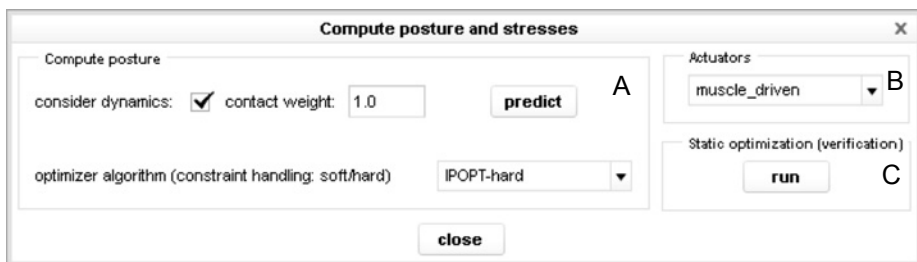 Compute posture and stresses x
Compute posture
consider dynamics: contact weight: 1.0 predict A
optimizer algorithm (constraint handling: soft/hard) IPOPT-hard
Actuators
muscle_driven B
Static optimization (verification)
run C
close